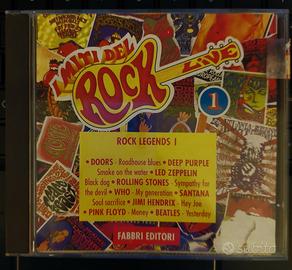 I MITI DEL
ROCK
LIVE
1
ROCK LEGENDS 1
• DOORS - Roadhouse blues • DEEP PURPLE
Smoke on the water • LED ZEPPELIN
Black dog • ROLLING STONES - Sympathy for
the devil • WHO - My generation • SANTANA
Soul sacrifice • JIMI HENDRIX - Hey Joe
• PINK FLOYD - Money • BEATLES - Yesterday
FABBRI EDITORI
subito